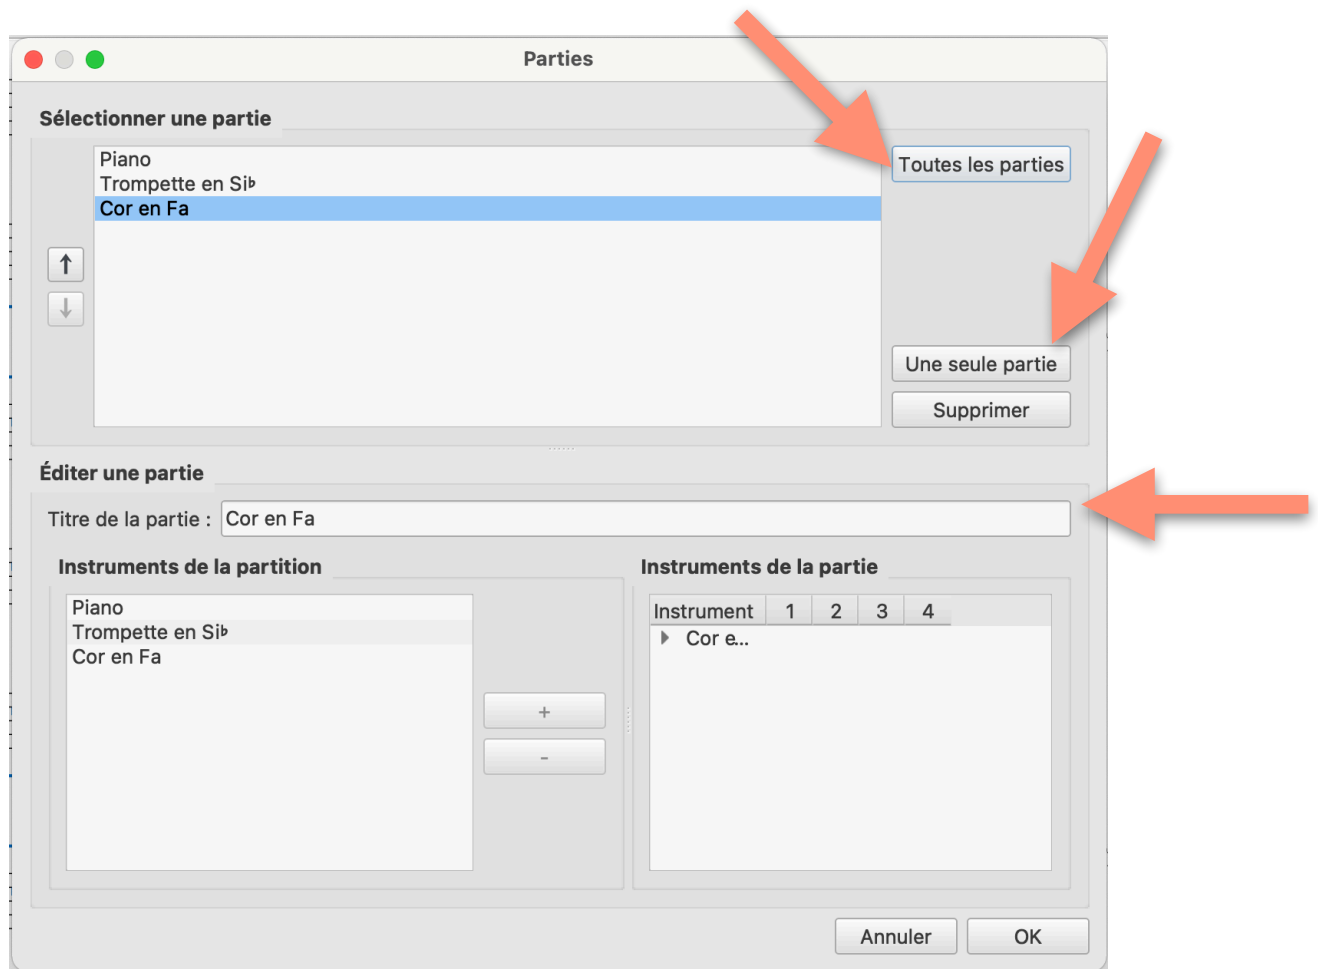 Parties
Sélectionner une partie
Piano
Trompette en Si♭
Cor en Fa
Toutes les parties
Une seule partie
Supprimer
Éditer une partie
Titre de la partie : Cor en Fa
Instruments de la partition
Piano
Trompette en Si♭
Cor en Fa
+
-
Instruments de la partie
Instrument 1 2 3 4
Cor e...
Annuler OK